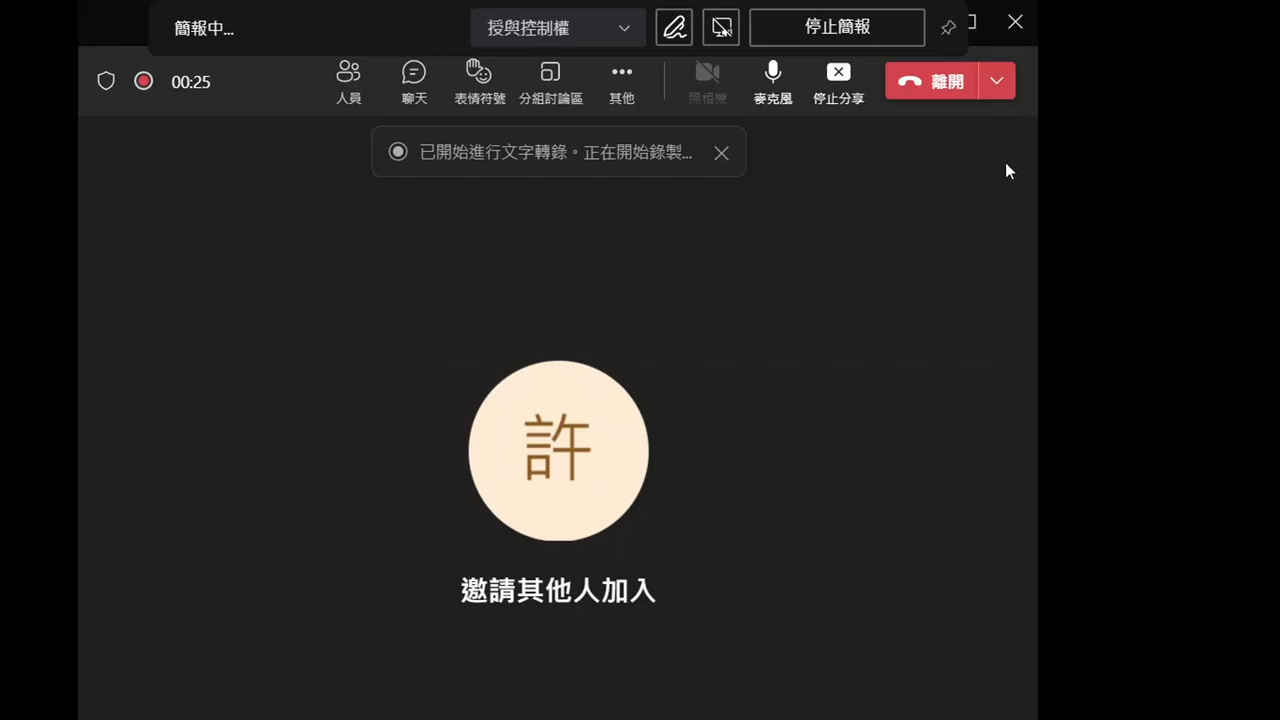 簡報中...
授與控制權
停止簡報
00:25
人員
聊天
表情符號
分組討論區
其他
照相機
麥克風
停止分享
離開
已開始進行文字轉錄。正在開始錄製...
許
邀請其他人加入